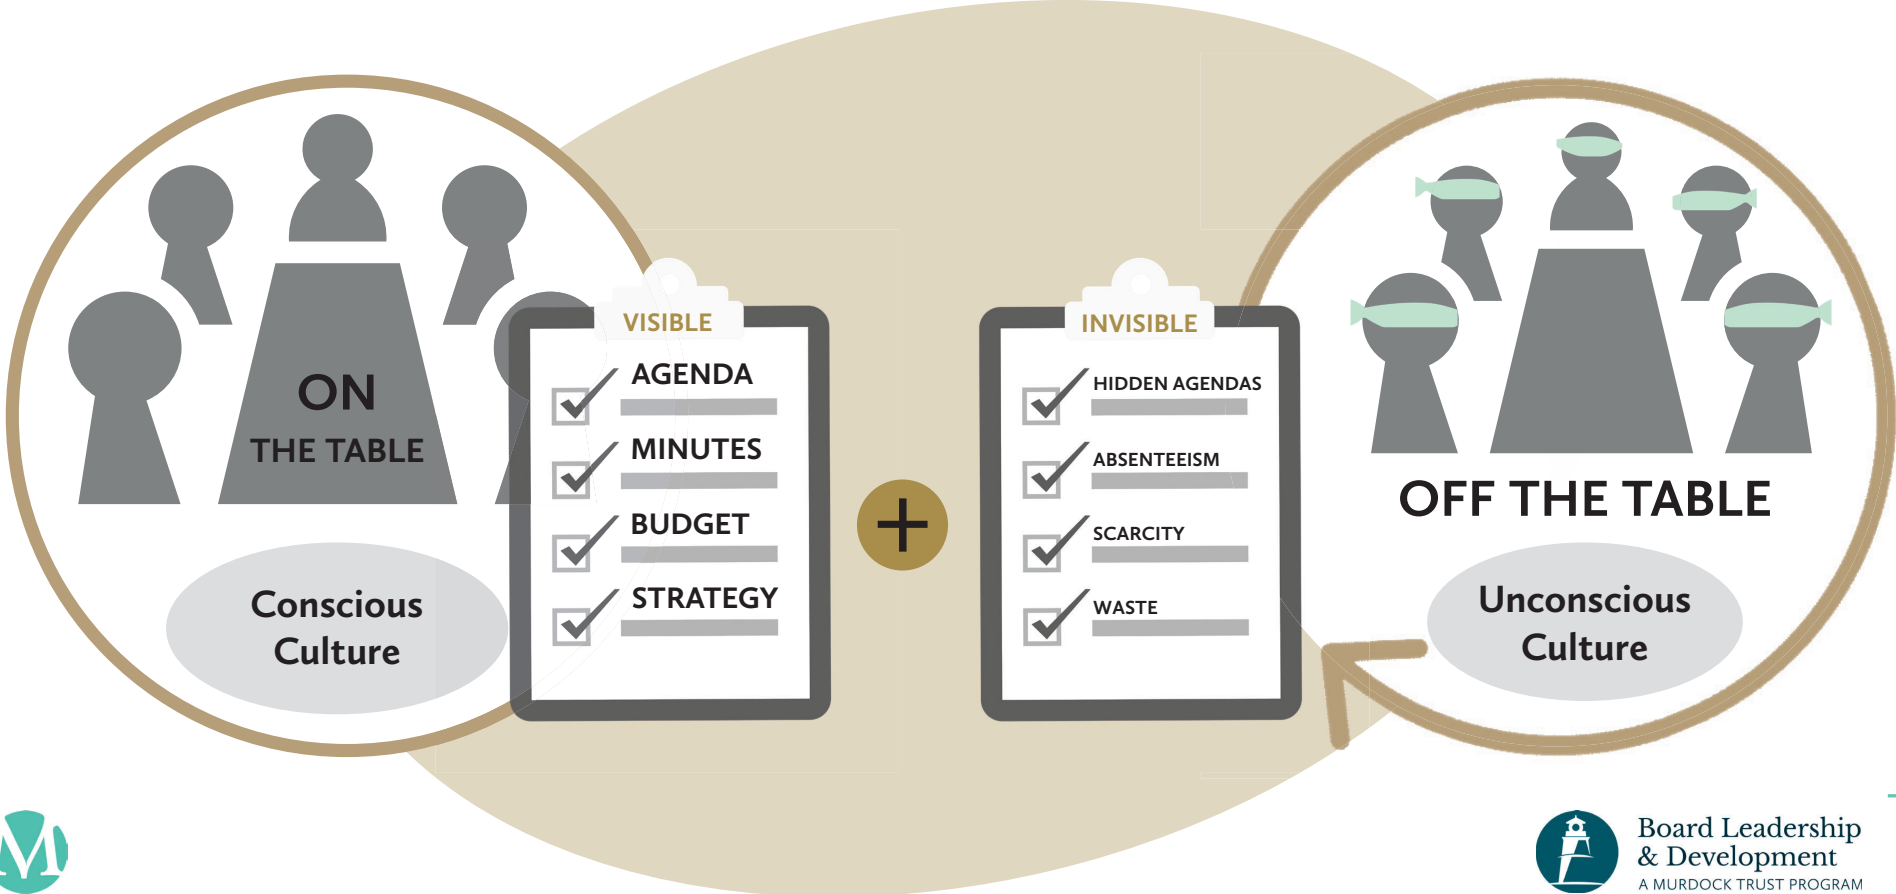 ON
THE TABLE
Conscious
Culture
VISIBLE
AGENDA
MINUTES
BUDGET
STRATEGY
+
INVISIBLE
HIDDEN AGENDAS
ABSENTEEISM
SCARCITY
WASTE
OFF THE TABLE
Unconscious
Culture
M
Board Leadership
& Development
A MURDOCK TRUST PROGRAM